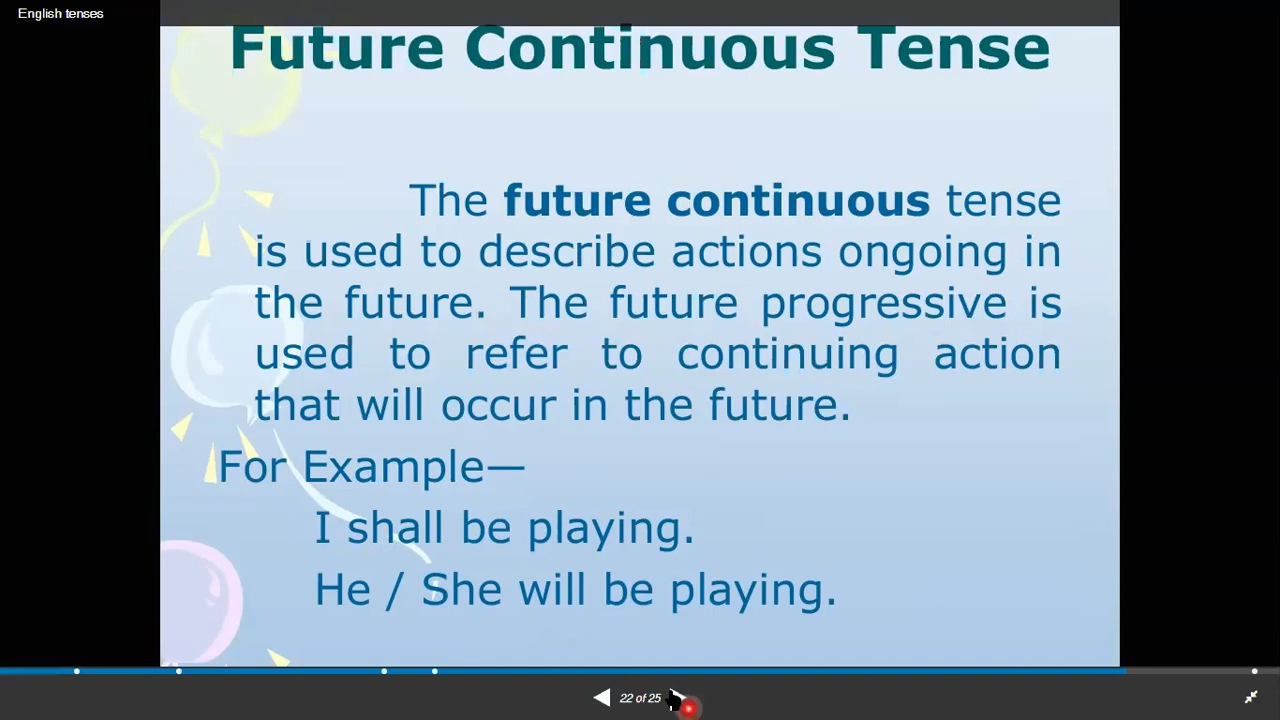 English tenses
Future Continuous Tense
The future continuous tense
is used to describe actions ongoing in
the future. The future progressive is
used to refer to continuing action
that will occur in the future.
For Example—
I shall be playing.
He / She will be playing.
22 of 25